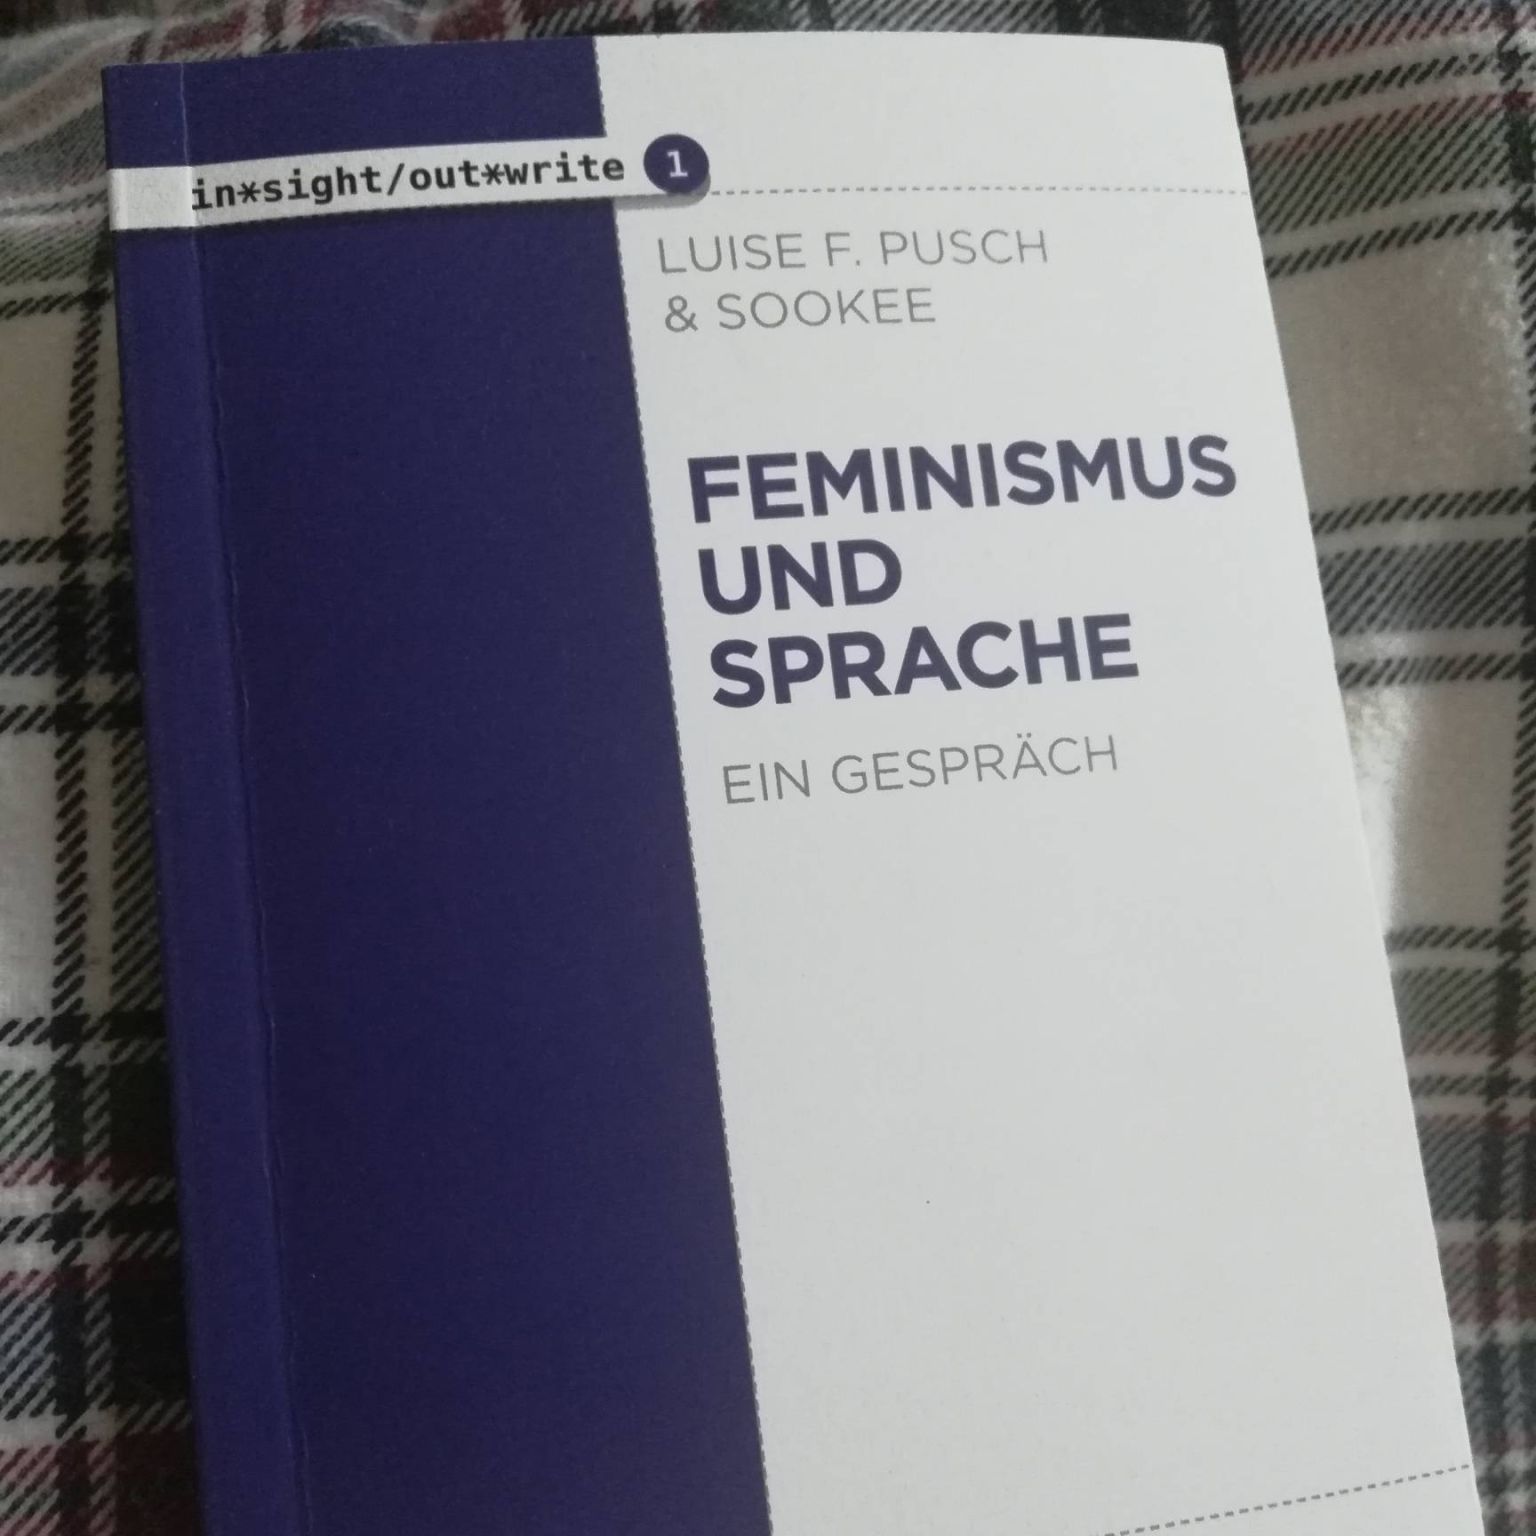 in*sight/out*write 1
LUISE F. PUSCH
& SOOKEE
FEMINISMUS
UND
SPRACHE
EIN GESPRÄCH